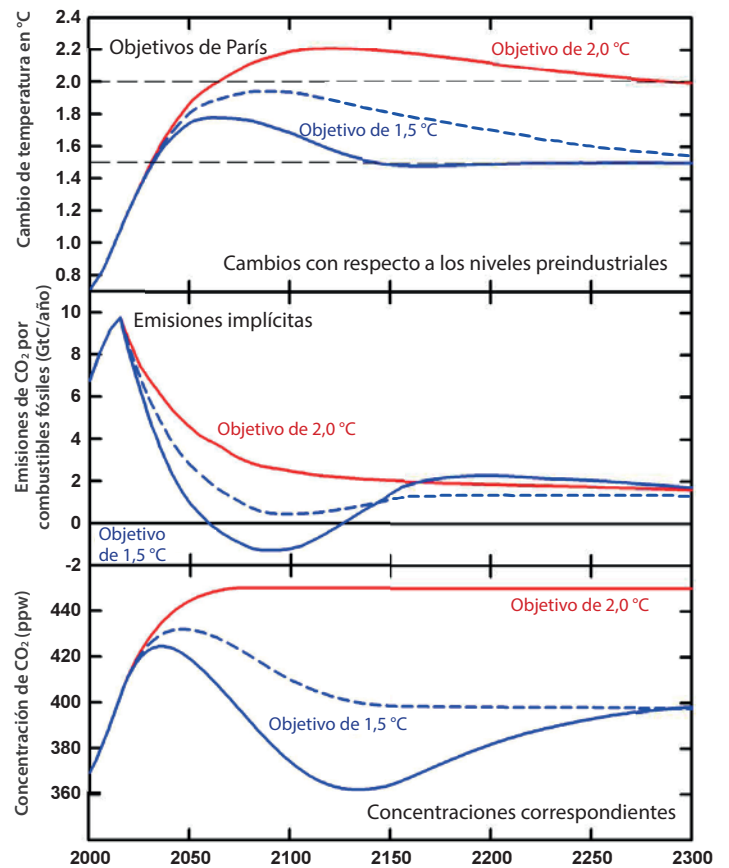 Cambio de temperatura en °C
2.4
2.2
2.0
1.8
1.6
1.4
1.2
1.0
0.8
Objetivos de París
Objetivo de 2,0 °C
Objetivo de 1,5 °C
Cambios con respecto a los niveles preindustriales
Emisiones de CO₂ por
combustibles fósiles (GtC/año)
10
8
6
4
2
0
-2
Emisiones implícitas
Objetivo de 2,0 °C
Objetivo
de 1,5 °C
Concentración de CO₂ (ppw)
440
420
400
380
360
Objetivo de 2,0 °C
Objetivo de 1,5 °C
Concentraciones correspondientes
2000 2050 2100 2150 2200 2250 2300